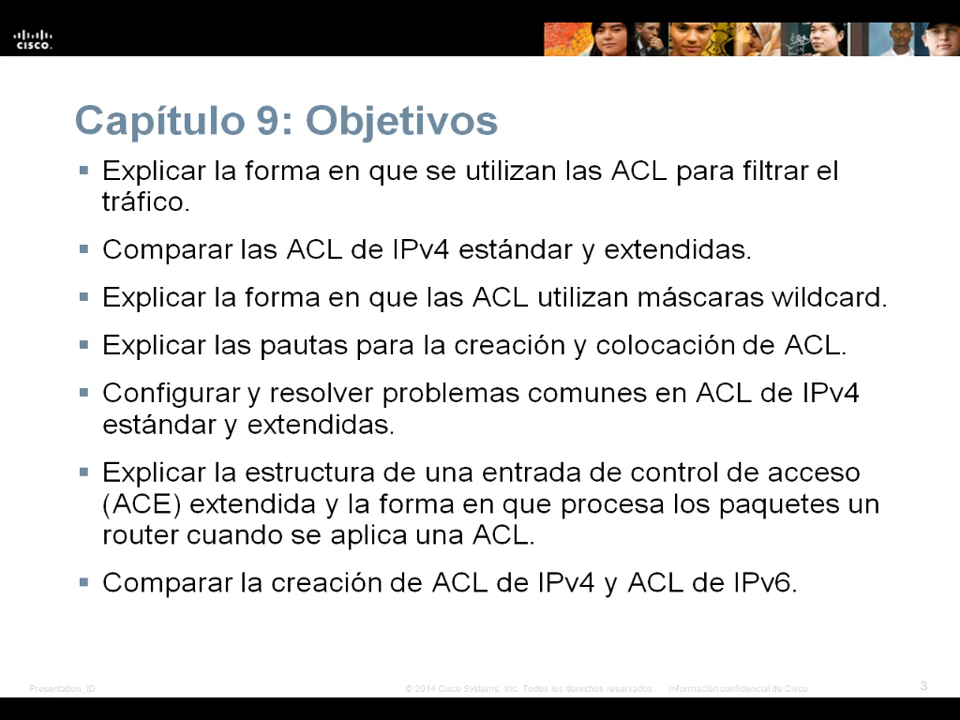 CISCO.
Capítulo 9: Objetivos
Explicar la forma en que se utilizan las ACL para filtrar el
tráfico.
Comparar las ACL de IPv4 estándar y extendidas.
Explicar la forma en que las ACL utilizan máscaras wildcard.
Explicar las pautas para la creación y colocación de ACL.
Configurar y resolver problemas comunes en ACL de IPv4
estándar y extendidas.
Explicar la estructura de una entrada de control de acceso
(ACE) extendida y la forma en que procesa los paquetes un
router cuando se aplica una ACL.
Comparar la creación de ACL de IPv4 y ACL de IPv6.
Presentation_ID © 2014 Cisco Systems, Inc. Todos los derechos reservados. Información confidencial de Cisco 3